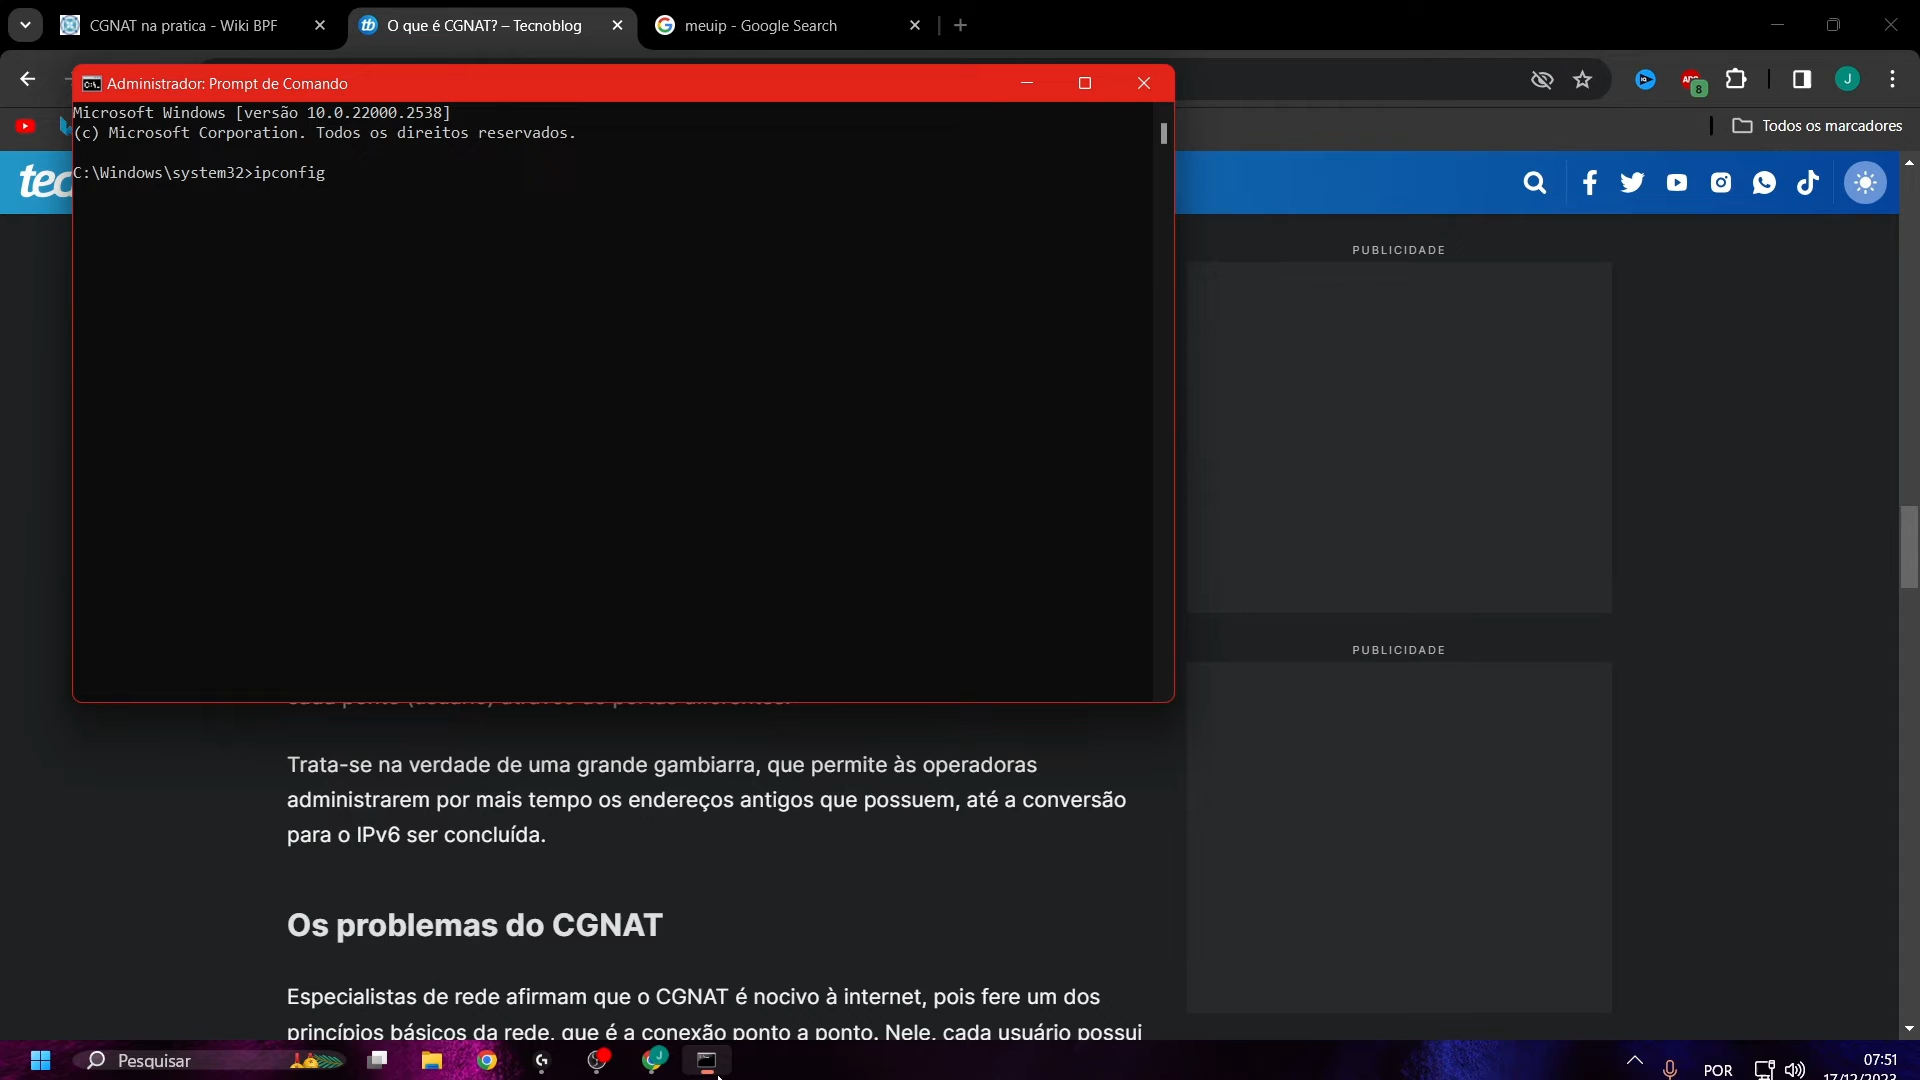 CGNAT na pratica - Wiki BPF
O que é CGNAT? – Tecnoblog
meuip - Google Search
Administrador: Prompt de Comando
8
J
Microsoft Windows [versão 10.0.22000.2538]
(c) Microsoft Corporation. Todos os direitos reservados.
Todos os marcadores
C:\Windows\system32>ipconfig
tec
PUBLICIDADE
PUBLICIDADE
Trata-se na verdade de uma grande gambiarra, que permite às operadoras
administrarem por mais tempo os endereços antigos que possuem, até a conversão
para o IPv6 ser concluída.
Os problemas do CGNAT
Especialistas de rede afirmam que o CGNAT é nocivo à internet, pois fere um dos
princípios básicos da rede, que é a conexão ponto a ponto. Nele, cada usuário possui
Pesquisar
J
POR
07:51
17/12/2023